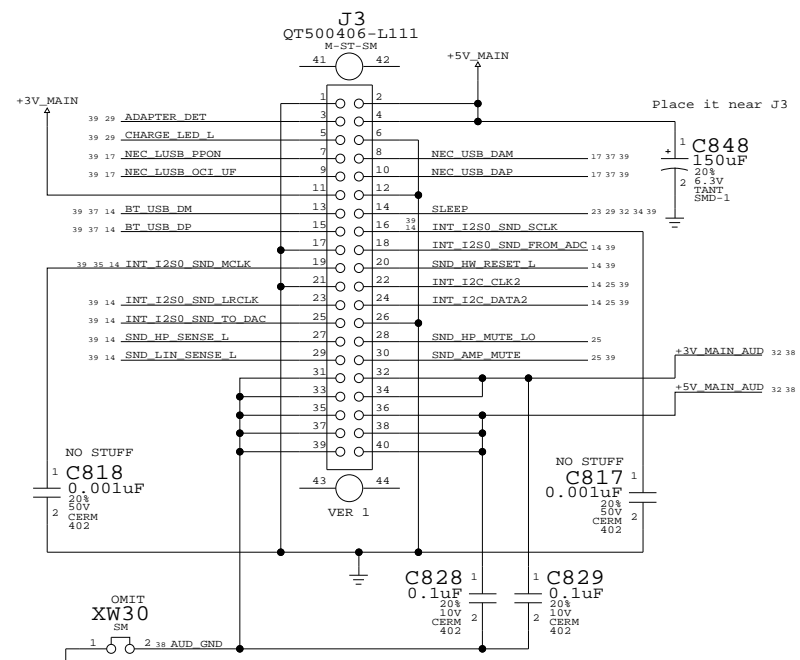 J3
QT500406-L111
M-ST-SM
41 42
+5V_MAIN
+3V_MAIN
Place it near J3
1 2
39 29 ADAPTER_DET 3 4
39 29 CHARGE_LED_L 5 6
39 17 NEC_LUSB_PPON 7 8 NEC_USB_DAM 17 37 39
39 17 NEC_LUSB_OCI_UF 9 10 NEC_USB_DAP 17 37 39
11 12
39 37 14 BT_USB_DM 13 14 SLEEP 23 29 32 34 39
39 37 14 BT_USB_DP 15 16 39 14 INT_I2S0_SND_SCLK
17 18 INT_I2S0_SND_FROM_ADC 14 39
39 35 14 INT_I2S0_SND_MCLK 19 20 SND_HW_RESET_L 14 39
21 22 INT_I2C_CLK2 14 25 39
39 14 INT_I2S0_SND_LRCLK 23 24 INT_I2C_DATA2 14 25 39
39 14 INT_I2S0_SND_TO_DAC 25 26
39 14 SND_HP_SENSE_L 27 28 SND_HP_MUTE_LO 25
39 14 SND_LIN_SENSE_L 29 30 SND_AMP_MUTE 25 39
31 32
33 34
35 36
37 38
39 40
43 44
VER 1
1 C848
150uF
20%
6.3V
2 TANT
SMD-1
+
+3V_MAIN_AUD 32 38
+5V_MAIN_AUD 32 38
NO STUFF
1 C818
0.001uF
20%
50V
2 CERM
402
NO STUFF
C817 1
0.001uF
20%
50V
CERM 2
402
C828 1
0.1uF
20%
10V
CERM 2
402
1 C829
0.1uF
20%
10V
2 CERM
402
OMIT
XW30
SM
1 2 38 AUD_GND